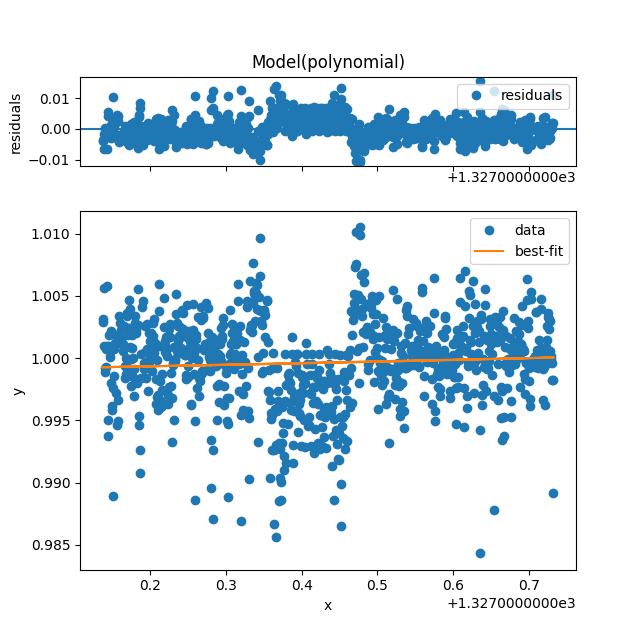 Model(polynomial)
residuals
0.01
0.00
−0.01
residuals
+1.3270000000e3
y
1.010
1.005
1.000
0.995
0.990
0.985
data
best-fit
0.2 0.3 0.4 0.5 0.6 0.7
x
+1.3270000000e3